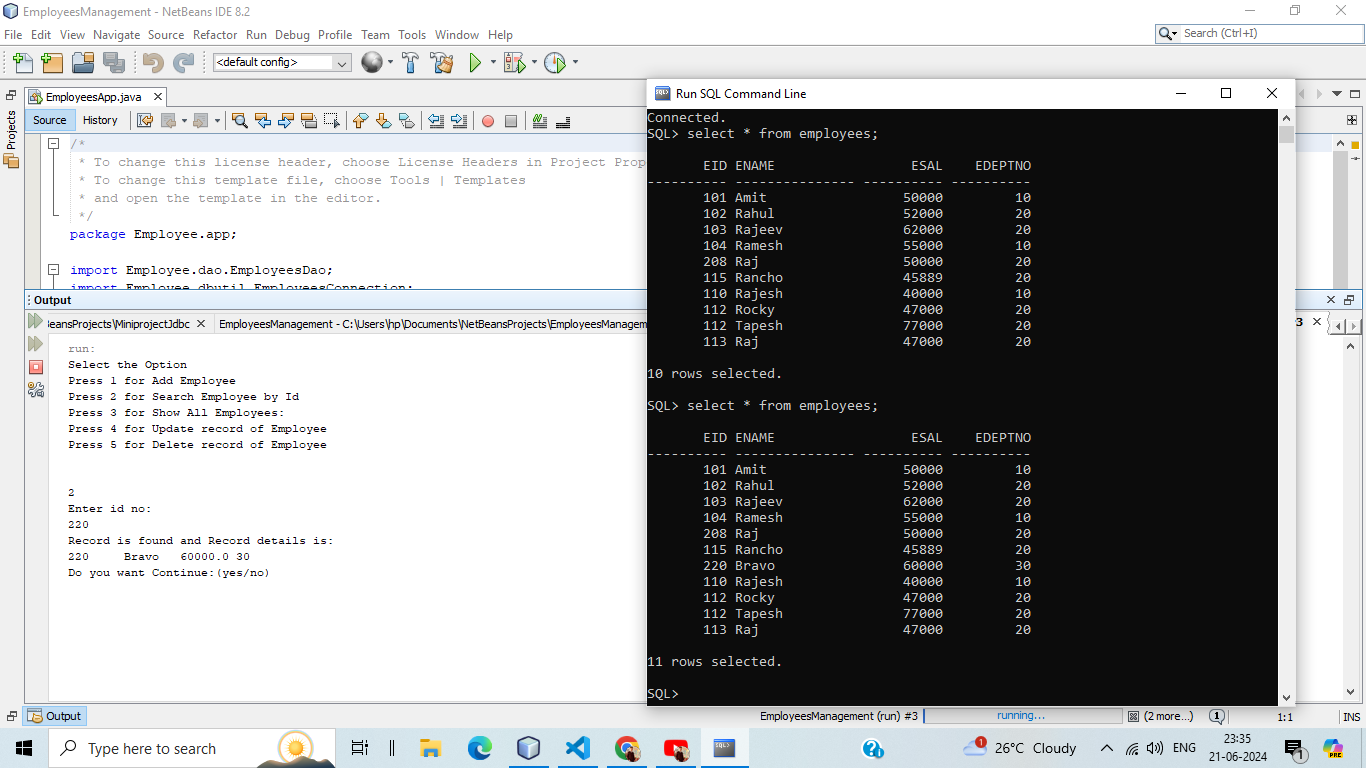 EmployeesManagement - NetBeans IDE 8.2
File Edit View Navigate Source Refactor Run Debug Profile Team Tools Window Help
Search (Ctrl+I)
<default config>
Projects
EmployeesApp.java
Source History
/*
* To change this license header, choose License Headers in Project Prop
* To change this template file, choose Tools | Templates
* and open the template in the editor.
*/
package Employee.app;
import Employee.dao.EmployeesDao;
import Employee.dbutil.EmployeesConnection;
Output
BeansProjects\MiniprojectJdbc
EmployeesManagement - C:\Users\hp\Documents\NetBeansProjects\EmployeesManagem
3
run:
Select the Option
Press 1 for Add Employee
Press 2 for Search Employee by Id
Press 3 for Show All Employees:
Press 4 for Update record of Employee
Press 5 for Delete record of Employee
2
Enter id no:
220
Record is found and Record details is:
220 Bravo 60000.0 30
Do you want Continue:(yes/no)
Run SQL Command Line
Connected.
SQL> select * from employees;
EID ENAME ESAL EDEPTNO
---------- --------------- ---------- ----------
101 Amit 50000 10
102 Rahul 52000 20
103 Rajeev 62000 20
104 Ramesh 55000 10
208 Raj 50000 20
115 Rancho 45889 20
110 Rajesh 40000 10
112 Rocky 47000 20
112 Tapesh 77000 20
113 Raj 47000 20
10 rows selected.
SQL> select * from employees;
EID ENAME ESAL EDEPTNO
---------- --------------- ---------- ----------
101 Amit 50000 10
102 Rahul 52000 20
103 Rajeev 62000 20
104 Ramesh 55000 10
208 Raj 50000 20
115 Rancho 45889 20
220 Bravo 60000 30
110 Rajesh 40000 10
112 Rocky 47000 20
112 Tapesh 77000 20
113 Raj 47000 20
11 rows selected.
SQL>
Output
EmployeesManagement (run) #3 running... (2 more...) 1 1:1 INS
Type here to search
1 26°C Cloudy ENG 23:35
21-06-2024 1 PRE